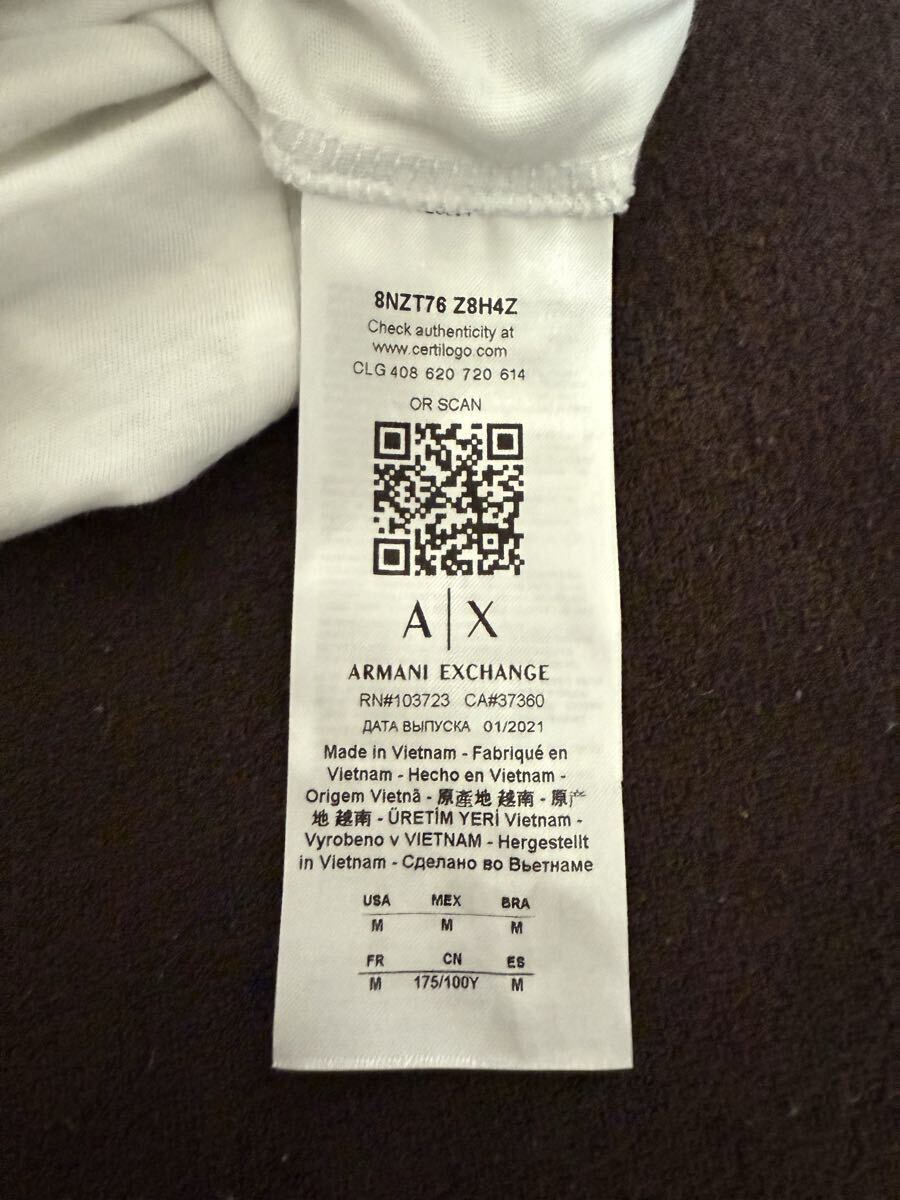 8NZT76 Z8H4Z
Check authenticity at
www.certilogo.com
CLG 408 620 720 614
OR SCAN
A|X
ARMANI EXCHANGE
RN#103723 CA#37360
ДАТА ВЫПУСКА 01/2021
Made in Vietnam - Fabriqué en
Vietnam - Hecho en Vietnam -
Origem Vietnã - 原產地 越南 - 原产
地 越南 - ÜRETİM YERİ Vietnam -
Vyrobeno v VIETNAM - Hergestellt
in Vietnam - Сделано во Вьетнаме
USA MEX BRA
M M M
FR CN ES
M 175/100Y M